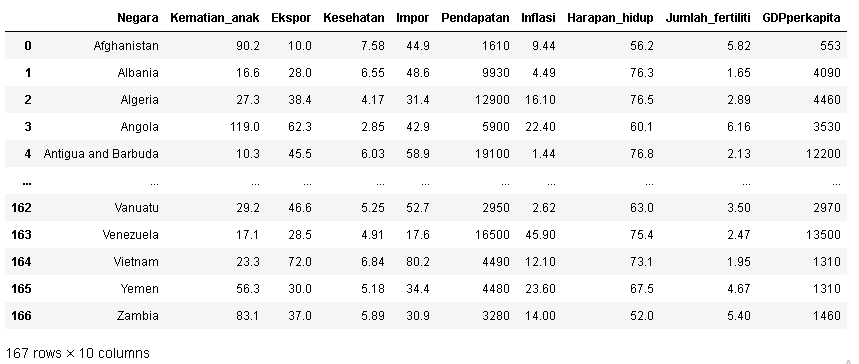 Negara Kematian_anak Ekspor Kesehatan Impor Pendapatan Inflasi Harapan_hidup Jumlah_fertiliti GDPperkapita
0 Afghanistan 90.2 10.0 7.58 44.9 1610 9.44 56.2 5.82 553
1 Albania 16.6 28.0 6.55 48.6 9930 4.49 76.3 1.65 4090
2 Algeria 27.3 38.4 4.17 31.4 12900 16.10 76.5 2.89 4460
3 Angola 119.0 62.3 2.85 42.9 5900 22.40 60.1 6.16 3530
4 Antigua and Barbuda 10.3 45.5 6.03 58.9 19100 1.44 76.8 2.13 12200
... ... ... ... ... ... ... ... ... ... ...
162 Vanuatu 29.2 46.6 5.25 52.7 2950 2.62 63.0 3.50 2970
163 Venezuela 17.1 28.5 4.91 17.6 16500 45.90 75.4 2.47 13500
164 Vietnam 23.3 72.0 6.84 80.2 4490 12.10 73.1 1.95 1310
165 Yemen 56.3 30.0 5.18 34.4 4480 23.60 67.5 4.67 1310
166 Zambia 83.1 37.0 5.89 30.9 3280 14.00 52.0 5.40 1460
167 rows × 10 columns